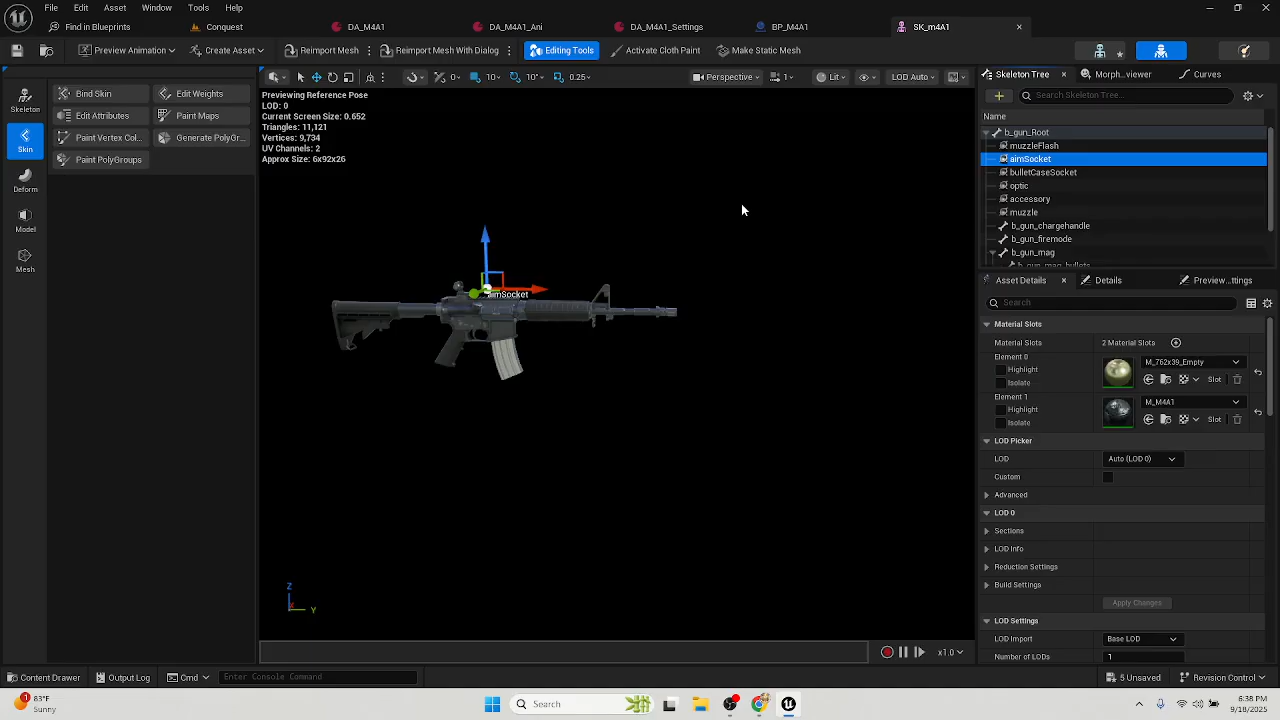 File Edit Asset Window Tools Help
Find in Blueprints
Conquest
DA_M4A1
DA_M4A1_Ani
DA_M4A1_Settings
BP_M4A1
SK_m4A1
Preview Animation
Create Asset
Reimport Mesh
Reimport Mesh With Dialog
Editing Tools
Activate Cloth Paint
Make Static Mesh
Skeleton
Skin
Deform
Model
Mesh
Bind Skin
Edit Weights
Edit Attributes
Paint Maps
Paint Vertex Col...
Generate PolyGr...
Paint PolyGroups
0°
10
10°
0.25
Perspective
1
Lit
LOD Auto
Previewing Reference Pose
LOD: 0
Current Screen Size: 0.652
Triangles: 11,121
Vertices: 9,734
UV Channels: 2
Approx Size: 6x92x26
aimSocket
Z
X
Y
x1.0
Skeleton Tree
Morph...viewer
Curves
Search Skeleton Tree...
Name
b_gun_Root
muzzleFlash
aimSocket
bulletCaseSocket
optic
accessory
muzzle
b_gun_chargehandle
b_gun_firemode
b_gun_mag
b_gun_mag_bullets
Asset Details
Details
Preview...ttings
Search
Material Slots
Material Slots 2 Material Slots
Element 0
M_762x39_Empty
Highlight
Isolate
Slot
Element 1
M_M4A1
Highlight
Isolate
Slot
LOD Picker
LOD Auto (LOD 0)
Custom
Advanced
LOD 0
Sections
LOD Info
Reduction Settings
Build Settings
Apply Changes
LOD Settings
LOD Import Base LOD
Number of LODs 1
Content Drawer
Output Log
Cmd
Enter Console Command
5 Unsaved
Revision Control
83°F
Sunny
Search
6:38 PM
9/18/2025